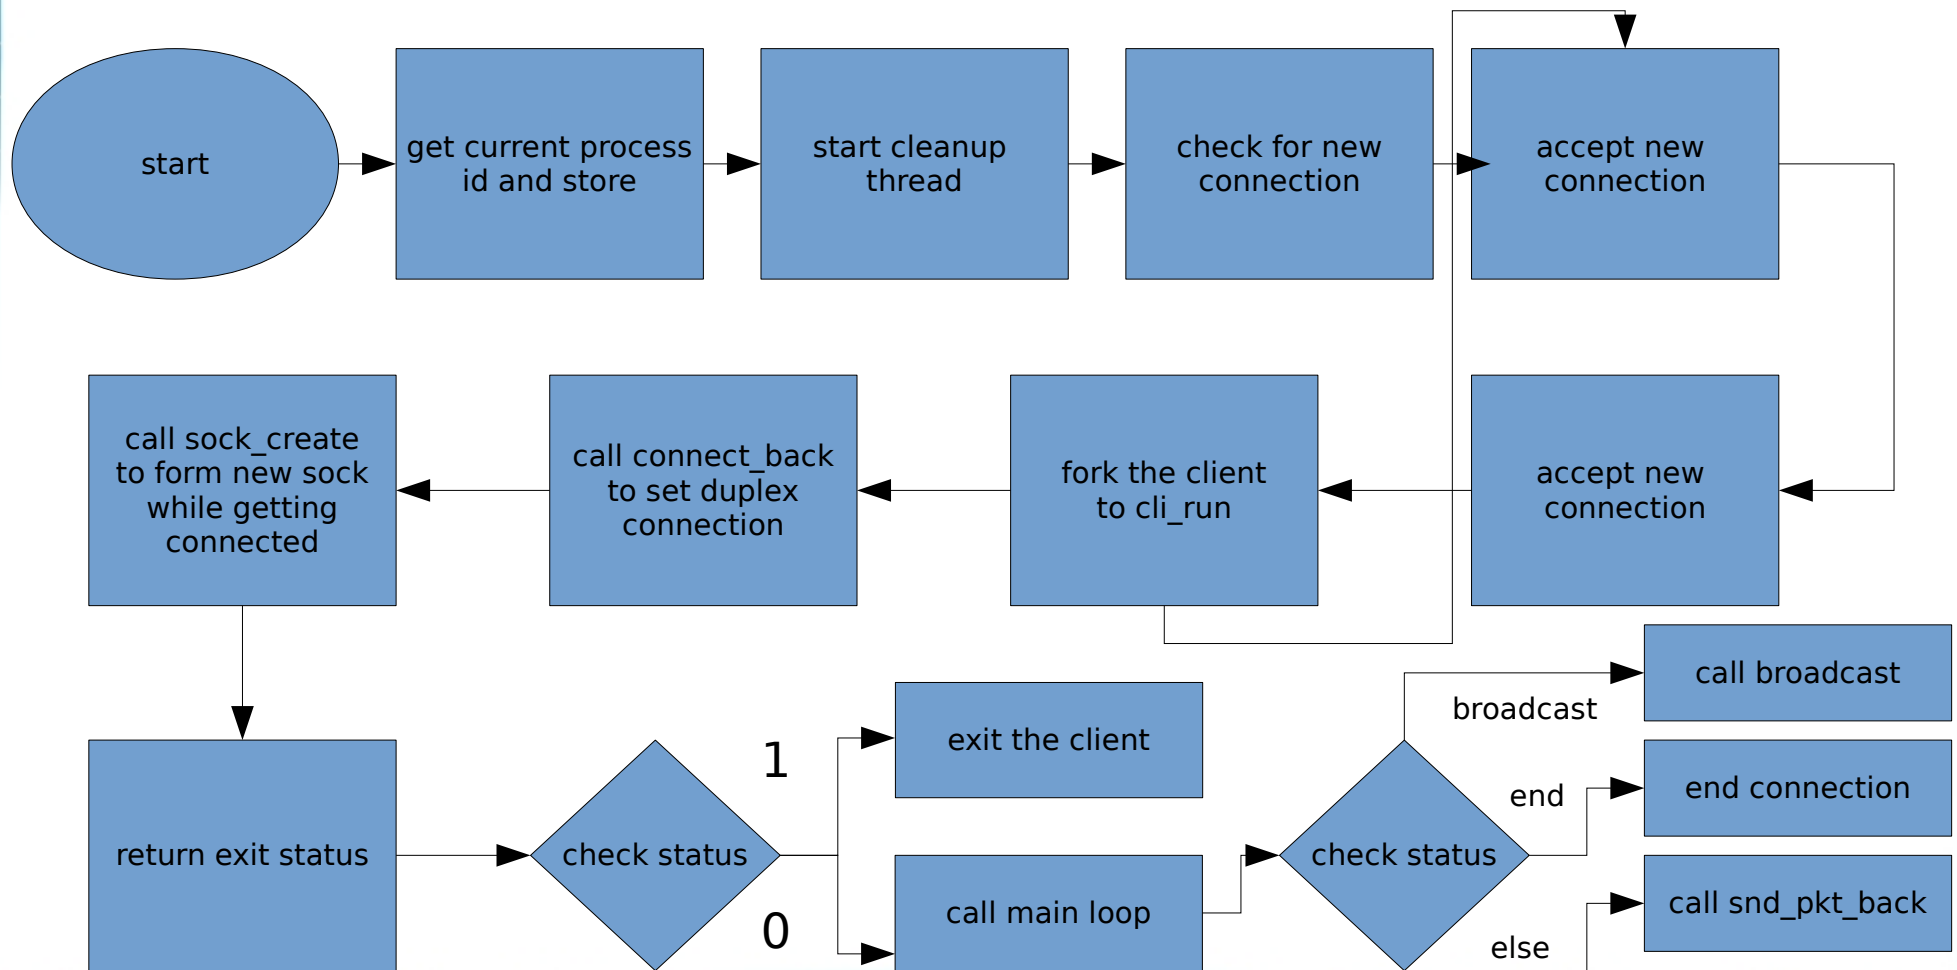 start
get current process
id and store
start cleanup
thread
check for new
connection
accept new
connection
call sock_create
to form new sock
while getting
connected
call connect_back
to set duplex
connection
fork the client
to cli_run
accept new
connection
return exit status
check status
1
0
exit the client
call main loop
check status
broadcast
end
else
call broadcast
end connection
call snd_pkt_back